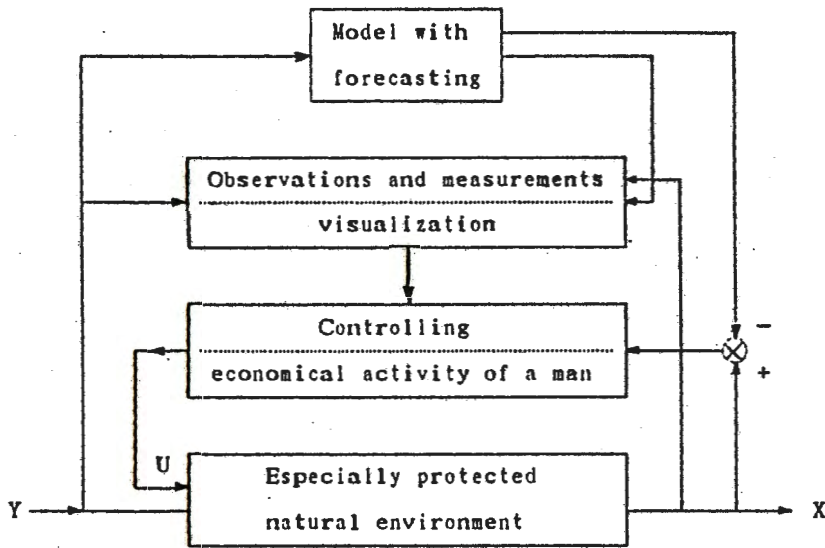 Model with
forecasting
Observations and measurements
visualization
Controlling
economical activity of a man
−
+
U
Especially protected
natural environment
Y
X